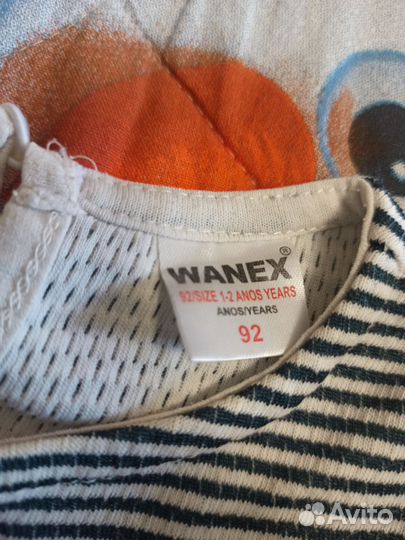 WANEX®
92/SIZE 1-2 ANOS YEARS
ANOS/YEARS
92
Avito